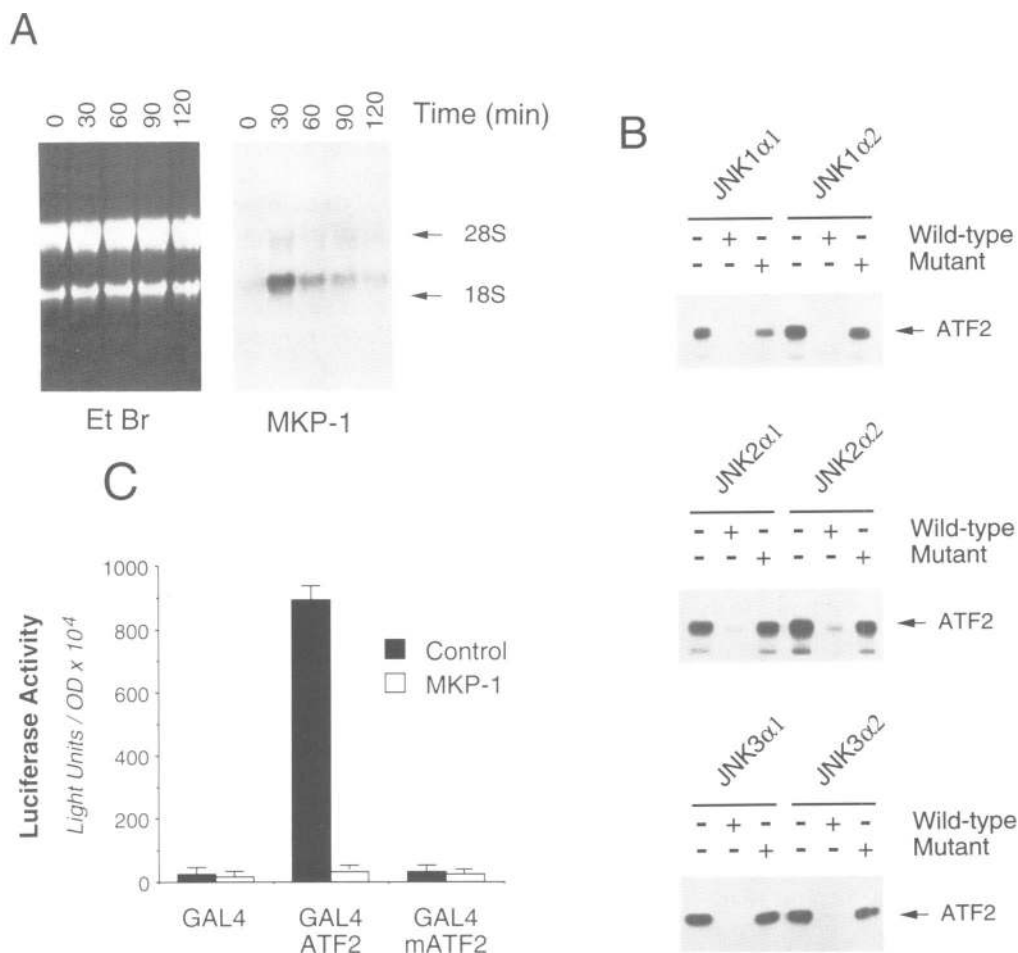 A
0 30 60 90 120
0 30 60 90 120
Time (min)
28S
18S
Et Br
MKP-1
B
JNK1α1
JNK1α2
- + - - + - Wild-type
- - + - - + Mutant
ATF2
JNK2α1
JNK2α2
- + - - + - Wild-type
- - + - - + Mutant
ATF2
JNK3α1
JNK3α2
- + - - + - Wild-type
- - + - - + Mutant
ATF2
C
Luciferase Activity
Light Units / OD x 10⁴
1000
800
600
400
200
0
Control
MKP-1
GAL4
GAL4
ATF2
GAL4
mATF2